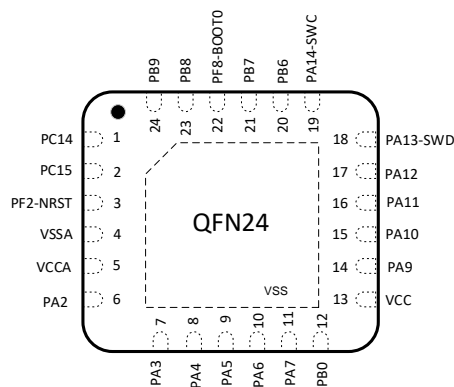 PB9
PB8
PF8-BOOT0
PB7
PB6
PA14-SWC
24
23
22
21
20
19
PC14 1
PC15 2
PF2-NRST 3
VSSA 4
VCCA 5
PA2 6
18 PA13-SWD
17 PA12
16 PA11
15 PA10
14 PA9
13 VCC
QFN24
VSS
7
8
9
10
11
12
PA3
PA4
PA5
PA6
PA7
PB0